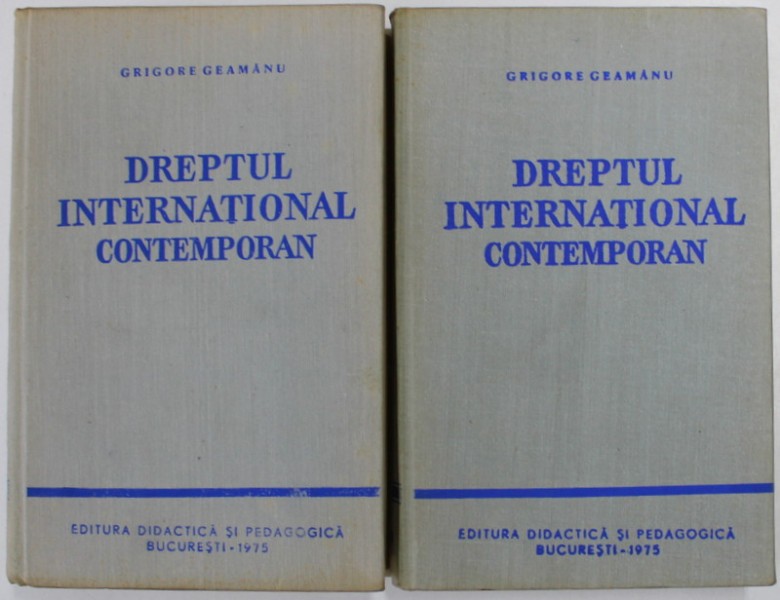 GRIGORE GEAMĂNU
DREPTUL
INTERNAȚIONAL
CONTEMPORAN
EDITURA DIDACTICĂ ȘI PEDAGOGICĂ
BUCUREȘTI - 1975
GRIGORE GEAMĂNU
DREPTUL
INTERNAȚIONAL
CONTEMPORAN
EDITURA DIDACTICĂ ȘI PEDAGOGICĂ
BUCUREȘTI - 1975